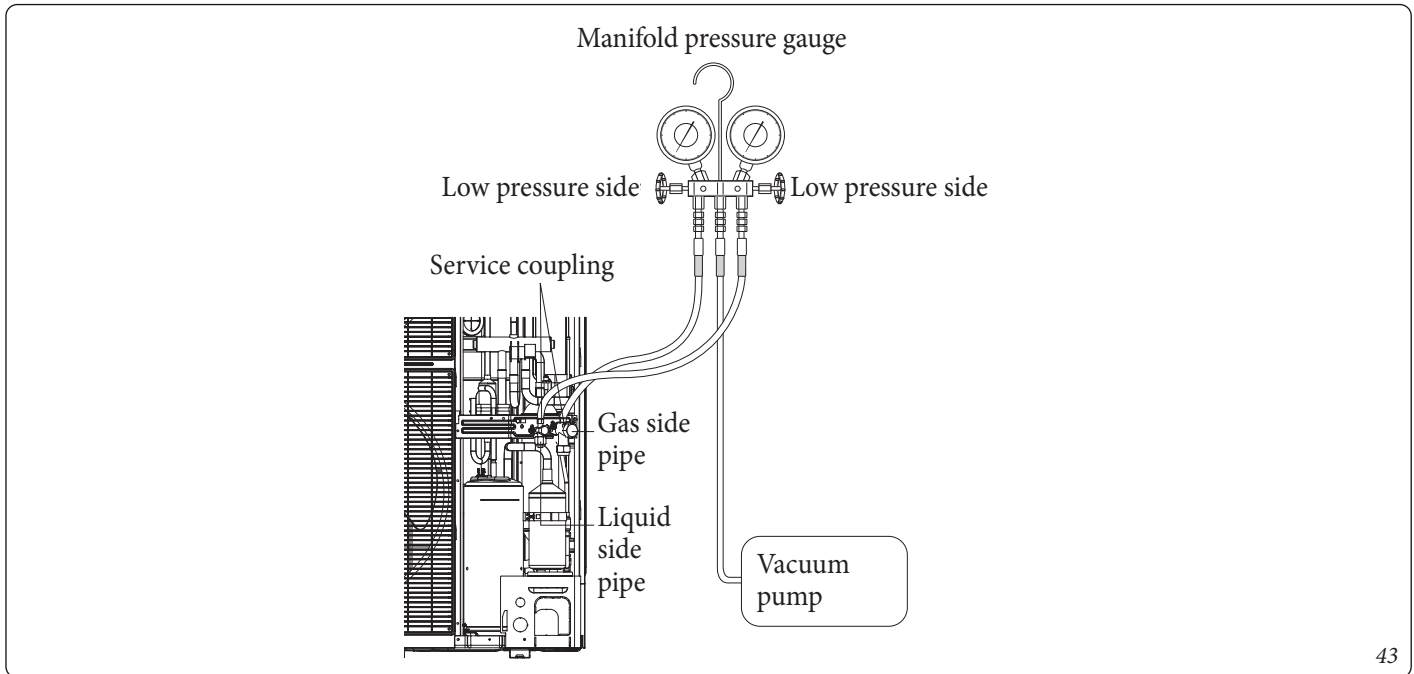 Manifold pressure gauge
Low pressure side
Low pressure side
Service coupling
Gas side
pipe
Liquid
side
pipe
Vacuum
pump
43